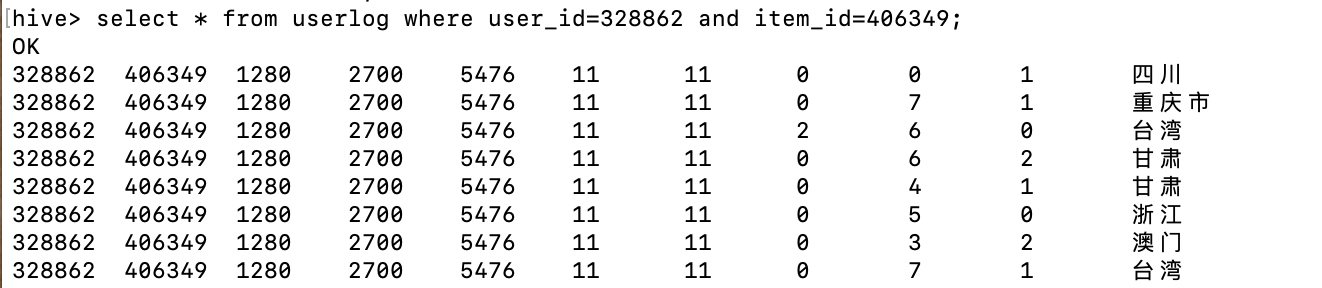 [hive> select * from userlog where user_id=328862 and item_id=406349;
OK
328862 406349 1280 2700 5476 11 11 0 0 1 四川
328862 406349 1280 2700 5476 11 11 0 7 1 重庆市
328862 406349 1280 2700 5476 11 11 2 6 0 台湾
328862 406349 1280 2700 5476 11 11 0 6 2 甘肃
328862 406349 1280 2700 5476 11 11 0 4 1 甘肃
328862 406349 1280 2700 5476 11 11 0 5 0 浙江
328862 406349 1280 2700 5476 11 11 0 3 2 澳门
328862 406349 1280 2700 5476 11 11 0 7 1 台湾